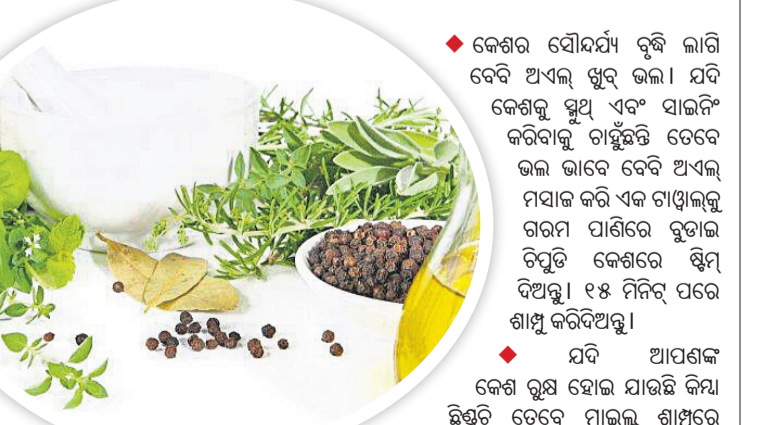 ◆ କେଶର ସୌନ୍ଦର୍ଯ୍ୟ ବୃଦ୍ଧି ଲାଗି
ବେବି ଅଏଲ୍ ଖୁବ୍ ଭଲ। ଯଦି
କେଶକୁ ସ୍ମୁଥ୍ ଏବଂ ସାଇନିଂ
କରିବାକୁ ଚାହୁଁଛନ୍ତି ତେବେ
ଭଲ ଭାବେ ବେବି ଅଏଲ୍
ମସାଜ କରି ଏକ ଟାୱାଲ୍‌କୁ
ଗରମ ପାଣିରେ ବୁଡାଇ
ଚିପୁଡି କେଶରେ ଷ୍ଟିମ୍
ଦିଅନ୍ତୁ। ୧୫ ମିନିଟ୍ ପରେ
ଶାମ୍ପୁ କରିଦିଅନ୍ତୁ।
◆ ଯଦି ଆପଣଙ୍କ
କେଶ ରୁକ୍ଷ ହୋଇ ଯାଉଛି କିମ୍ବା
ଛିଣ୍ଡୁଚି ତେବେ ମାଇଲ୍ଡ ଶାମ୍ପୁରେ